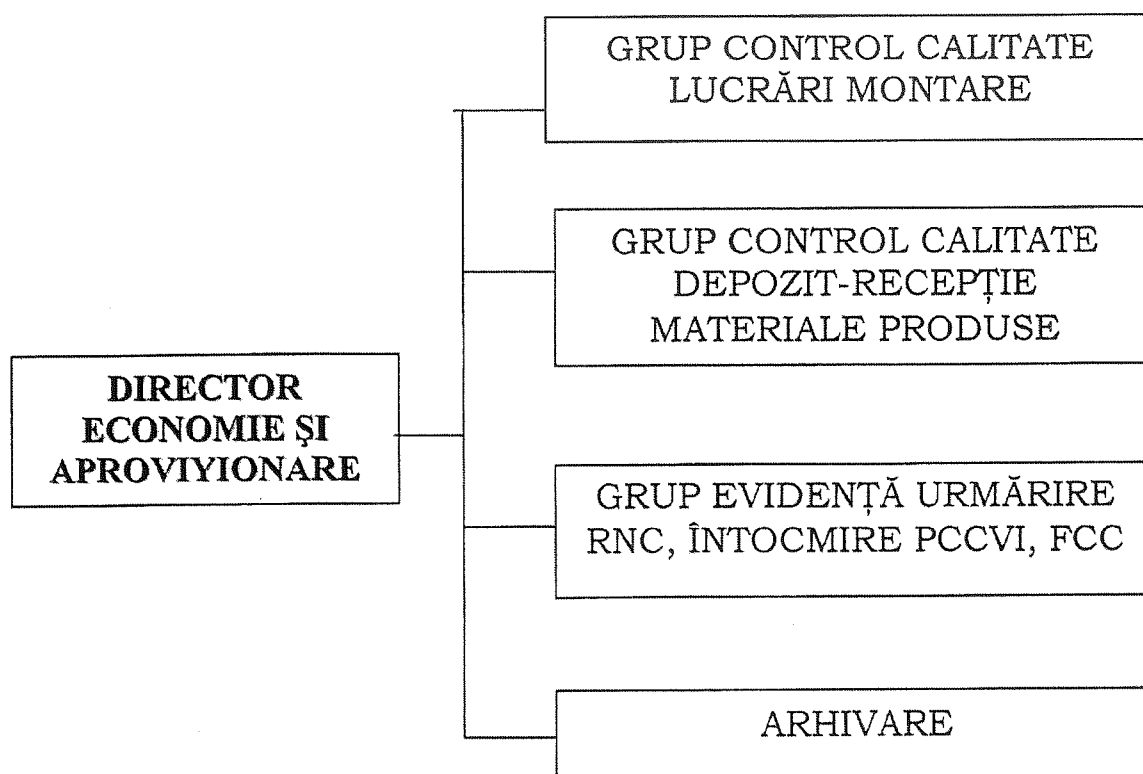 GRUP CONTROL CALITATE
LUCRĂRI MONTARE
GRUP CONTROL CALITATE
DEPOZIT-RECEPȚIE
MATERIALE PRODUSE
DIRECTOR
ECONOMIE ȘI
APROVIYIONARE
GRUP EVIDENȚĂ URMĂRIRE
RNC, ÎNTOCMIRE PCCVI, FCC
ARHIVARE